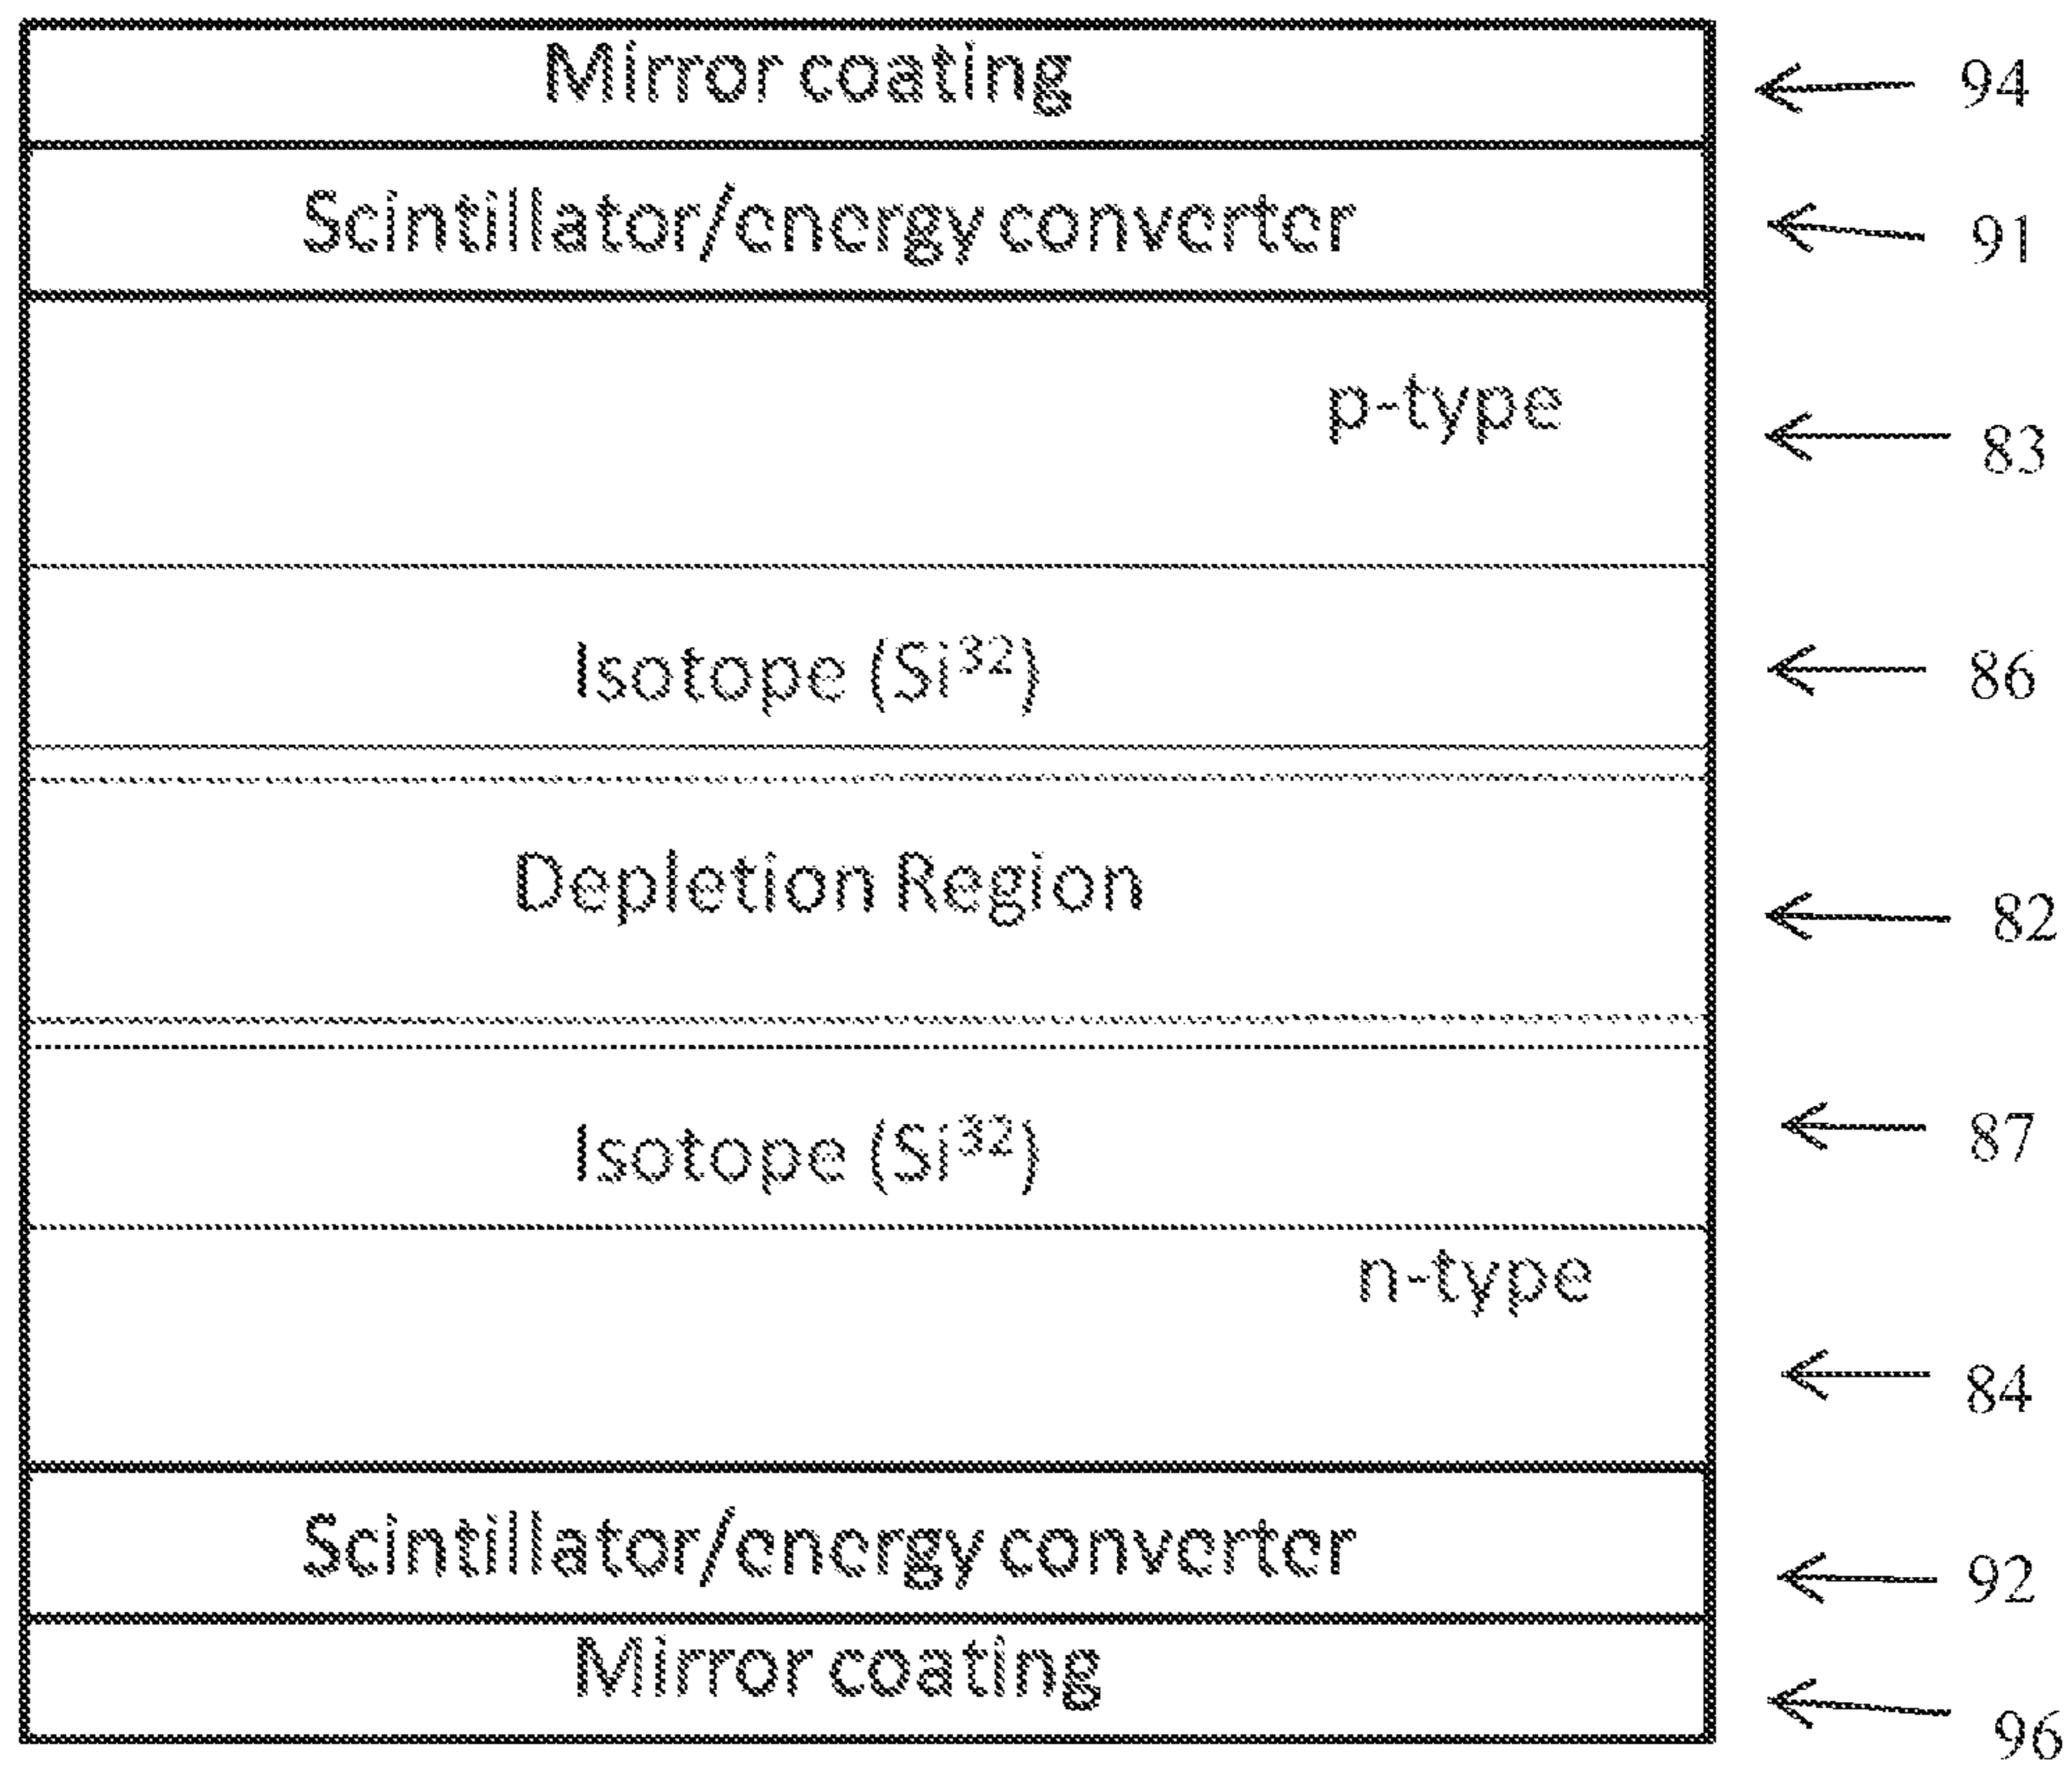 Mirror coating 94
Scintillator/energy converter 91
p-type 83
Isotope (Si³²) 86
Depletion Region 82
Isotope (Si³²) 87
n-type
84
Scintillator/energy converter 92
Mirror coating 96